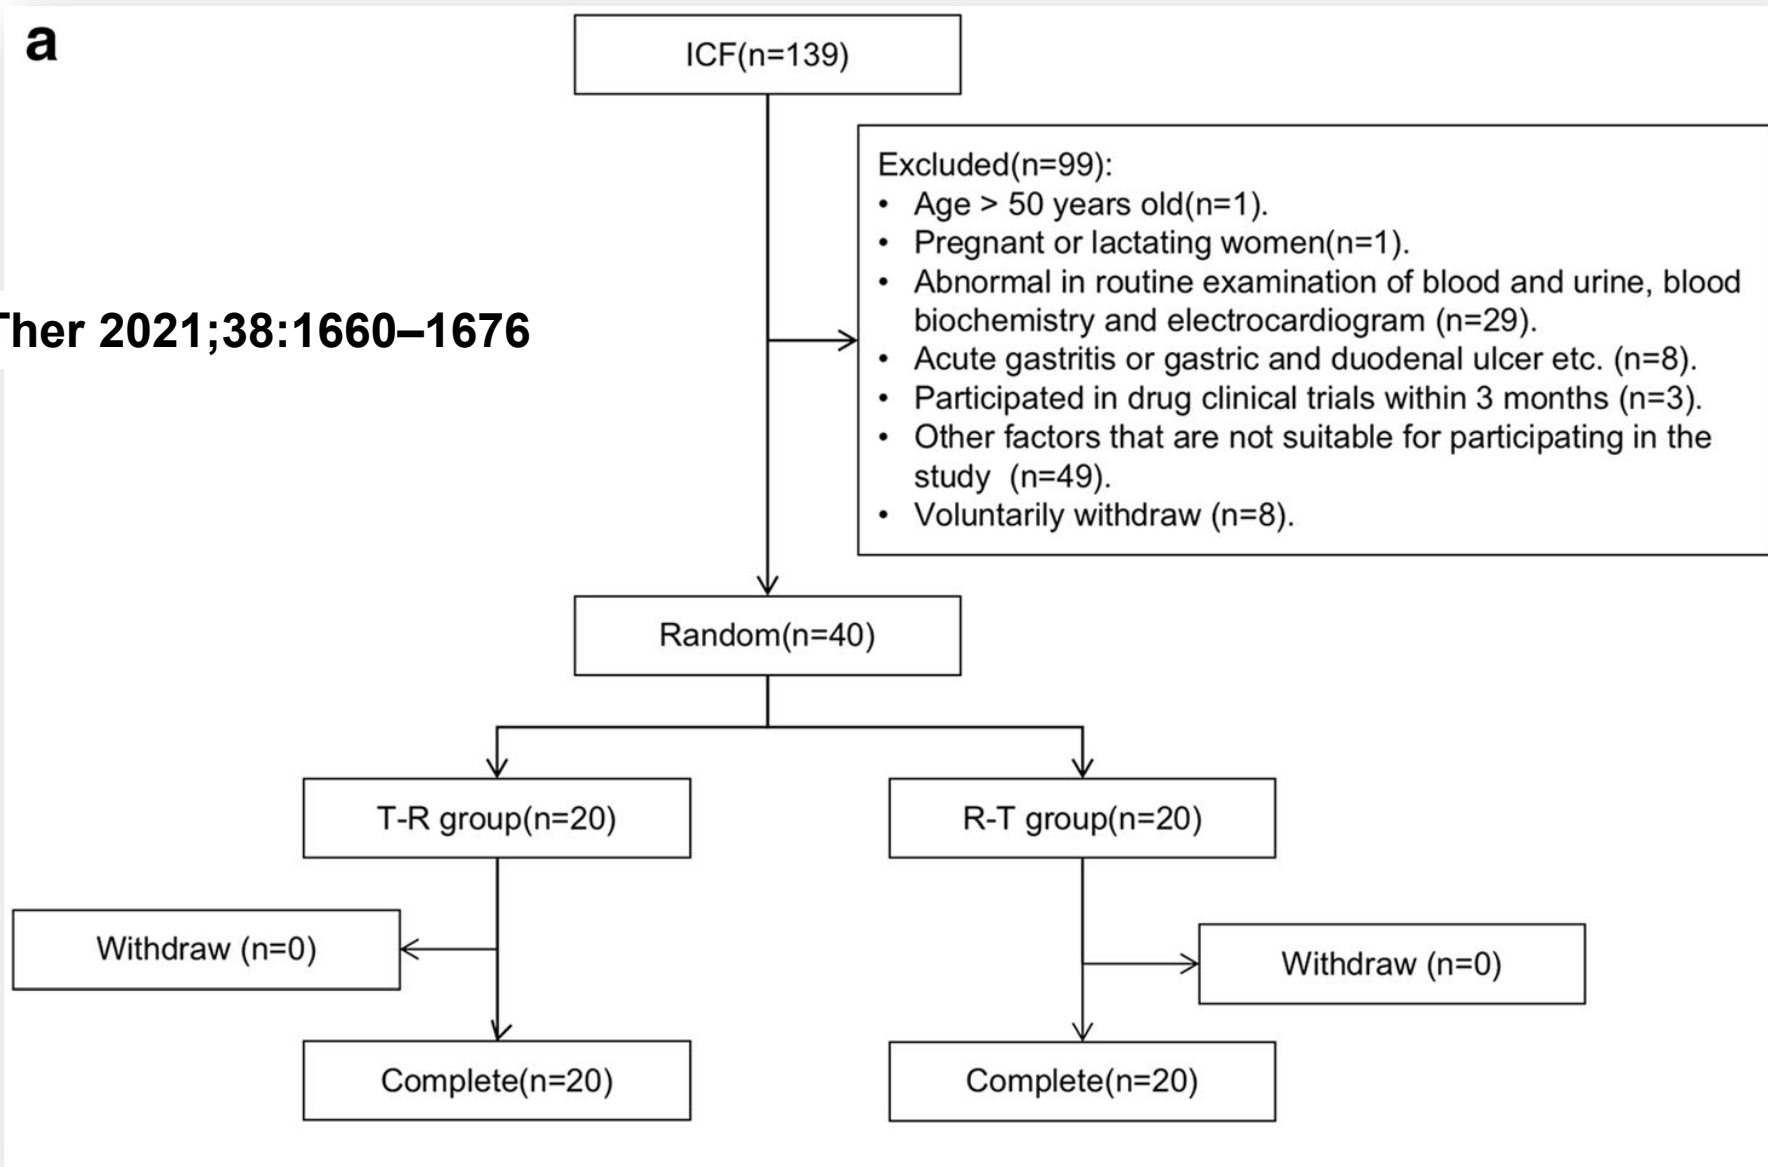 a
ICF(n=139)
Excluded(n=99):
• Age > 50 years old(n=1).
• Pregnant or lactating women(n=1).
• Abnormal in routine examination of blood and urine, blood
biochemistry and electrocardiogram (n=29).
• Acute gastritis or gastric and duodenal ulcer etc. (n=8).
• Participated in drug clinical trials within 3 months (n=3).
• Other factors that are not suitable for participating in the
study (n=49).
• Voluntarily withdraw (n=8).
Ther 2021;38:1660–1676
Random(n=40)
T-R group(n=20)
R-T group(n=20)
Withdraw (n=0)
Withdraw (n=0)
Complete(n=20)
Complete(n=20)